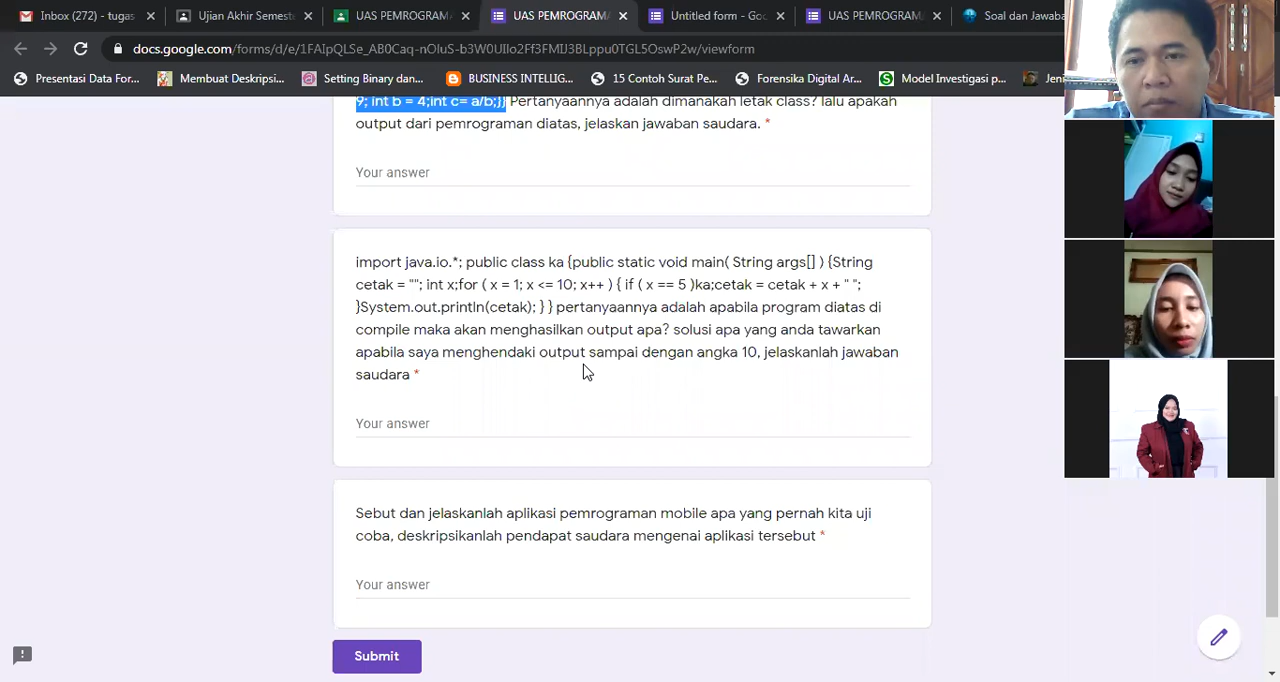 Inbox (272) - tugas
Ujian Akhir Semest
UAS PEMROGRAM
UAS PEMROGRAMA
Untitled form - Goo
UAS PEMROGRAMA
Soal dan Jawaba
docs.google.com/forms/d/e/1FAIpQLSe_AB0Caq-nOluS-b3W0UIIo2Ff3FMIJ3BLppu0TGL5OswP2w/viewform
Presentasi Data For...
Membuat Deskripsi...
Setting Binary dan...
BUSINESS INTELLIG...
15 Contoh Surat Pe...
Forensika Digital Ar...
Model Investigasi p...
Jeni
9; int b = 4;int c= a/b;}} Pertanyaannya adalah dimanakah letak class? lalu apakah
output dari pemrograman diatas, jelaskan jawaban saudara. *
Your answer
import java.io.*; public class ka {public static void main( String args[] ) {String
cetak = ""; int x;for ( x = 1; x <= 10; x++ ) { if ( x == 5 )ka;cetak = cetak + x + " ";
}System.out.println(cetak); } } pertanyaannya adalah apabila program diatas di
compile maka akan menghasilkan output apa? solusi apa yang anda tawarkan
apabila saya menghendaki output sampai dengan angka 10, jelaskanlah jawaban
saudara *
Your answer
Sebut dan jelaskanlah aplikasi pemrograman mobile apa yang pernah kita uji
coba, deskripsikanlah pendapat saudara mengenai aplikasi tersebut *
Your answer
Submit